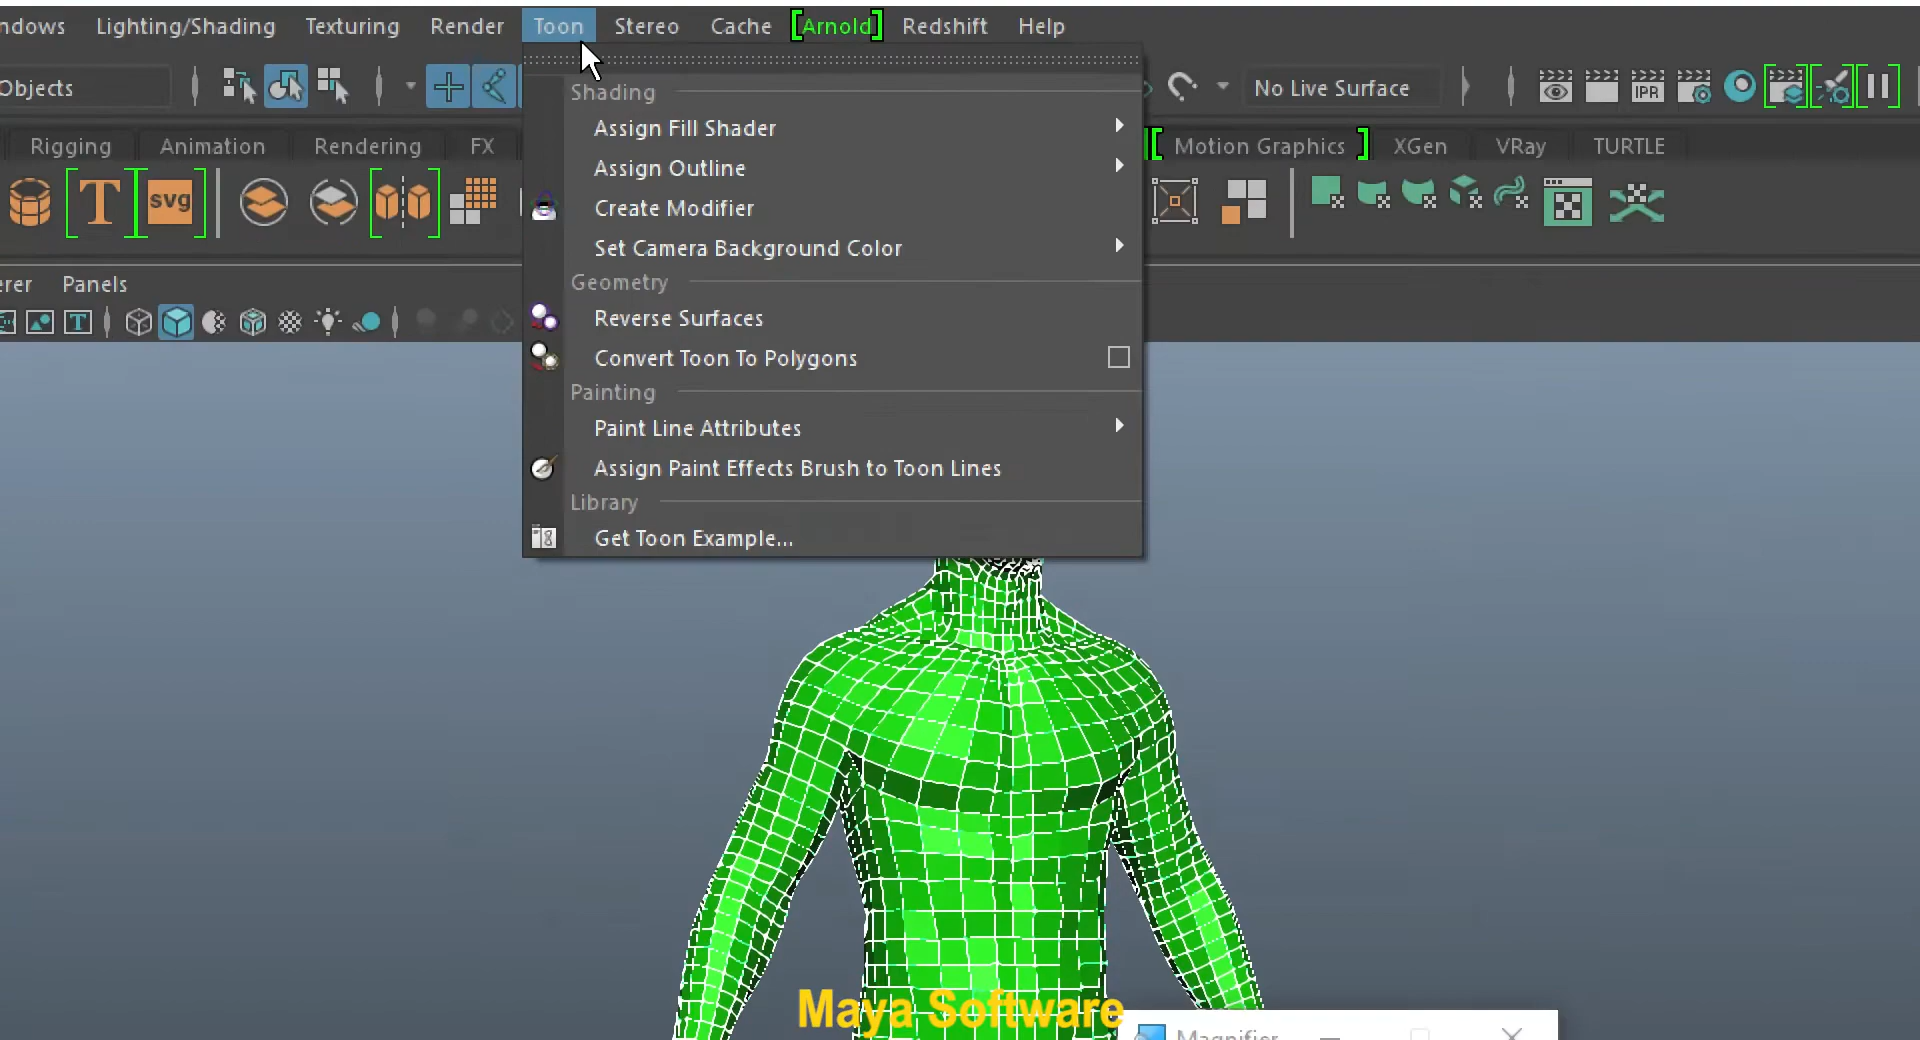 ndows Lighting/Shading Texturing Render Toon Stereo Cache [Arnold] Redshift Help
Objects
No Live Surface
IPR
Rigging Animation Rendering FX
Motion Graphics XGen VRay TURTLE
T
svg
erer Panels
T
Shading
Assign Fill Shader
Assign Outline
Create Modifier
Set Camera Background Color
Geometry
Reverse Surfaces
Convert Toon To Polygons
Painting
Paint Line Attributes
Assign Paint Effects Brush to Toon Lines
Library
Get Toon Example...
Maya Software
Magnifier